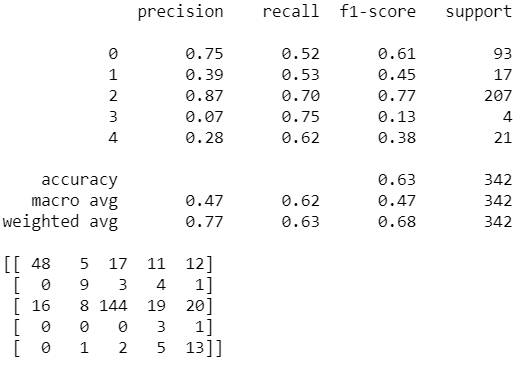 precision recall f1-score support
0 0.75 0.52 0.61 93
1 0.39 0.53 0.45 17
2 0.87 0.70 0.77 207
3 0.07 0.75 0.13 4
4 0.28 0.62 0.38 21
accuracy 0.63 342
macro avg 0.47 0.62 0.47 342
weighted avg 0.77 0.63 0.68 342
[[ 48 5 17 11 12]
[ 0 9 3 4 1]
[ 16 8 144 19 20]
[ 0 0 0 3 1]
[ 0 1 2 5 13]]